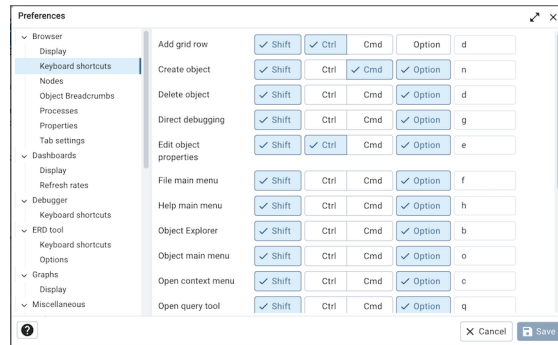 Preferences
Browser
Display
Keyboard shortcuts
Nodes
Object Breadcrumbs
Processes
Properties
Tab settings
Dashboards
Display
Refresh rates
Debugger
Keyboard shortcuts
ERD tool
Keyboard shortcuts
Options
Graphs
Display
Miscellaneous
Add grid row Shift Ctrl Cmd Option d
Create object Shift Ctrl Cmd Option n
Delete object Shift Ctrl Cmd Option d
Direct debugging Shift Ctrl Cmd Option g
Edit object Shift Ctrl Cmd Option e
properties
File main menu Shift Ctrl Cmd Option f
Help main menu Shift Ctrl Cmd Option h
Object Explorer Shift Ctrl Cmd Option b
Object main menu Shift Ctrl Cmd Option o
Open context menu Shift Ctrl Cmd Option c
Open query tool Shift Ctrl Cmd Option q
? Cancel Save